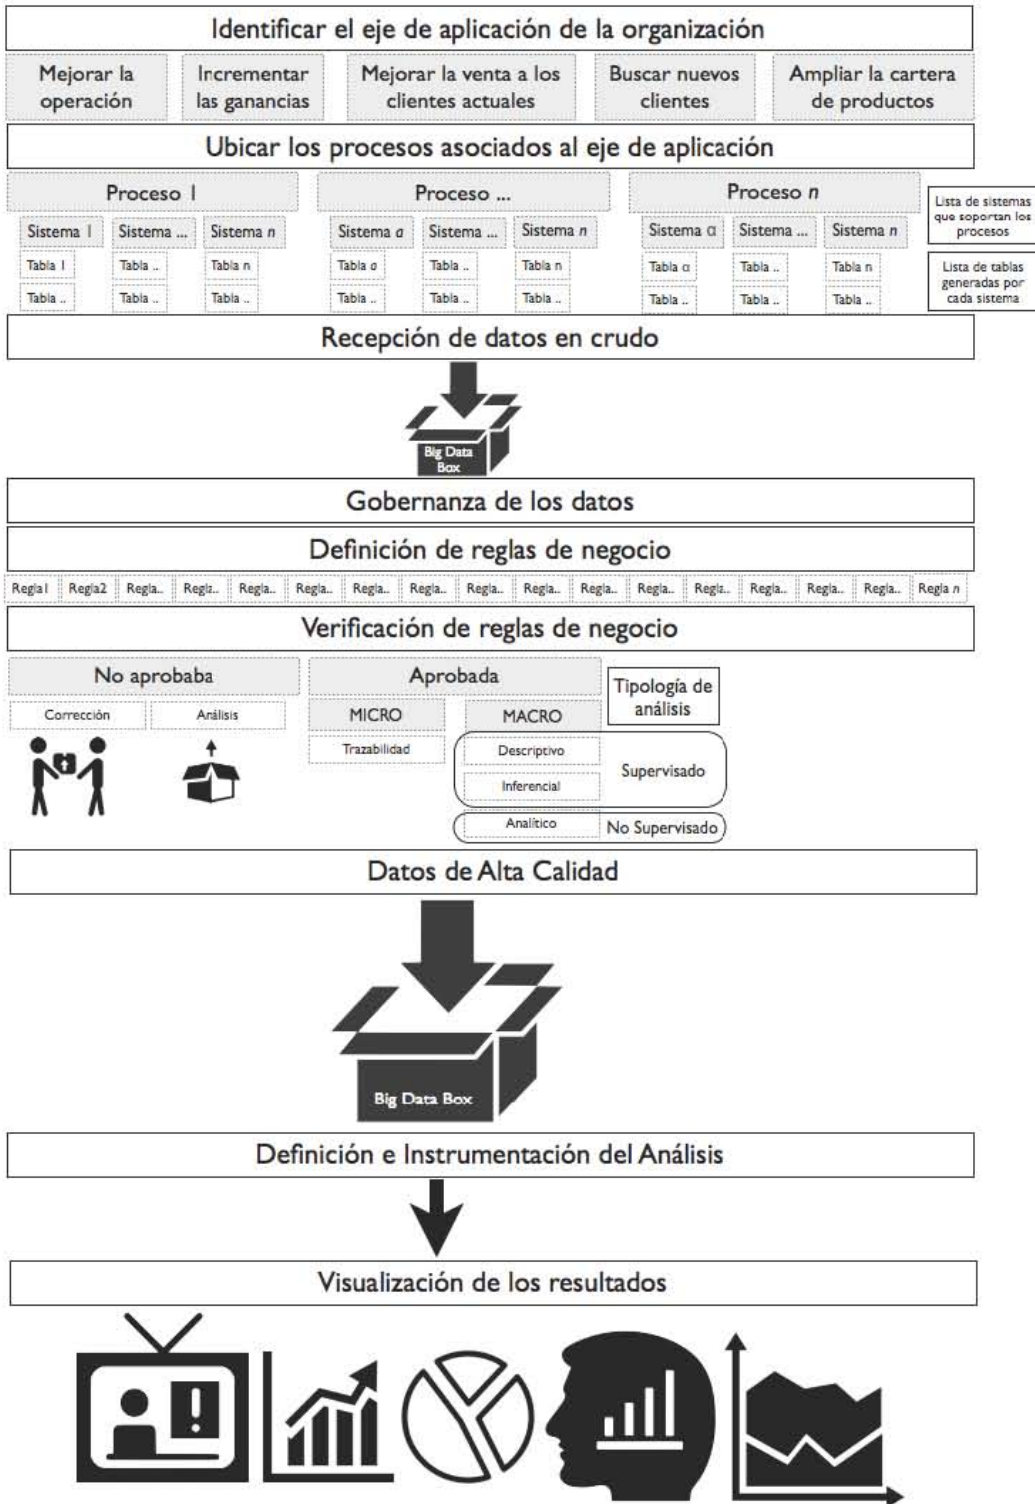 Identificar el eje de aplicación de la organización
Mejorar la
operación
Incrementar
las ganancias
Mejorar la venta a los
clientes actuales
Buscar nuevos
clientes
Ampliar la cartera
de productos
Ubicar los procesos asociados al eje de aplicación
Proceso 1
Proceso ...
Proceso n
Lista de sistemas
que soportan los
procesos
Sistema 1
Sistema ...
Sistema n
Sistema a
Sistema ...
Sistema n
Sistema α
Sistema ...
Sistema n
Tabla 1
Tabla ..
Tabla n
Tabla a
Tabla ..
Tabla n
Tabla α
Tabla ..
Tabla n
Lista de tablas
generadas por
cada sistema
Tabla ..
Tabla ..
Tabla ..
Tabla ..
Tabla ..
Tabla ..
Tabla ..
Tabla ..
Tabla ..
Recepción de datos en crudo
Big Data
Box
Gobernanza de los datos
Definición de reglas de negocio
Regla1
Regla2
Regla..
Regla..
Regla..
Regla..
Regla..
Regla..
Regla..
Regla..
Regla..
Regla..
Regla..
Regla..
Regla..
Regla..
Regla n
Verificación de reglas de negocio
No aprobaba
Aprobada
Tipología de
análisis
Corrección
Análisis
MICRO
MACRO
Trazabilidad
Descriptivo
Inferencial
Supervisado
Analítico
No Supervisado
Datos de Alta Calidad
Big Data Box
Definición e Instrumentación del Análisis
Visualización de los resultados
!